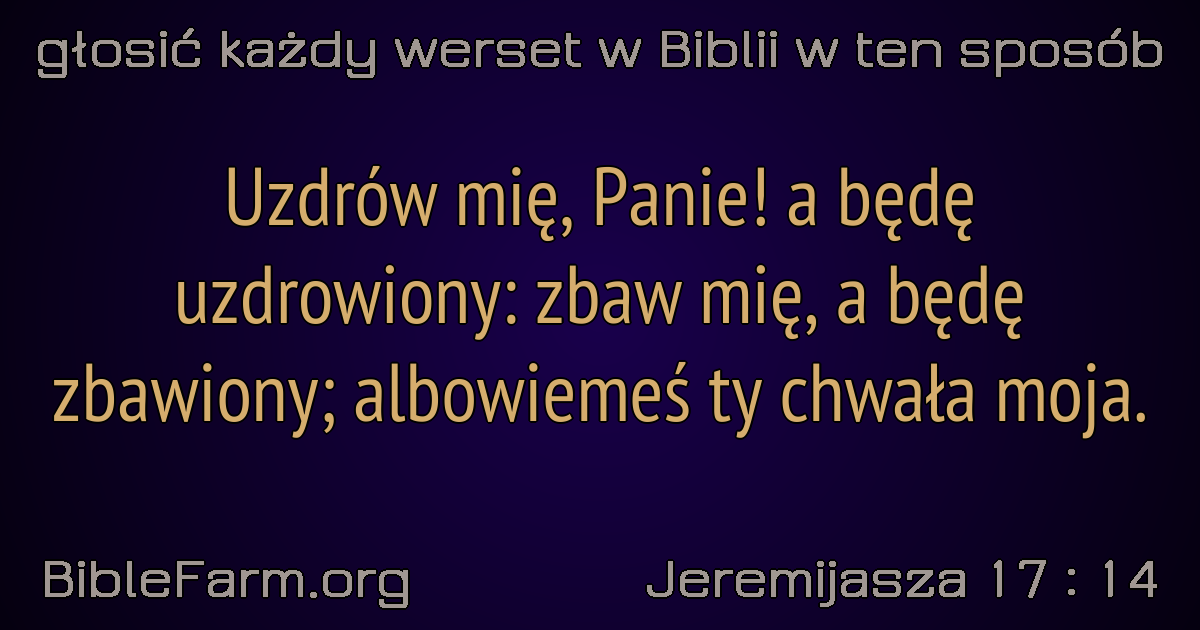 głosić każdy werset w Biblii w ten sposób
Uzdrów mię, Panie! a będę
uzdrowiony: zbaw mię, a będę
zbawiony; albowiemeś ty chwała moja.
BibleFarm.org
Jeremijasza 17 : 14